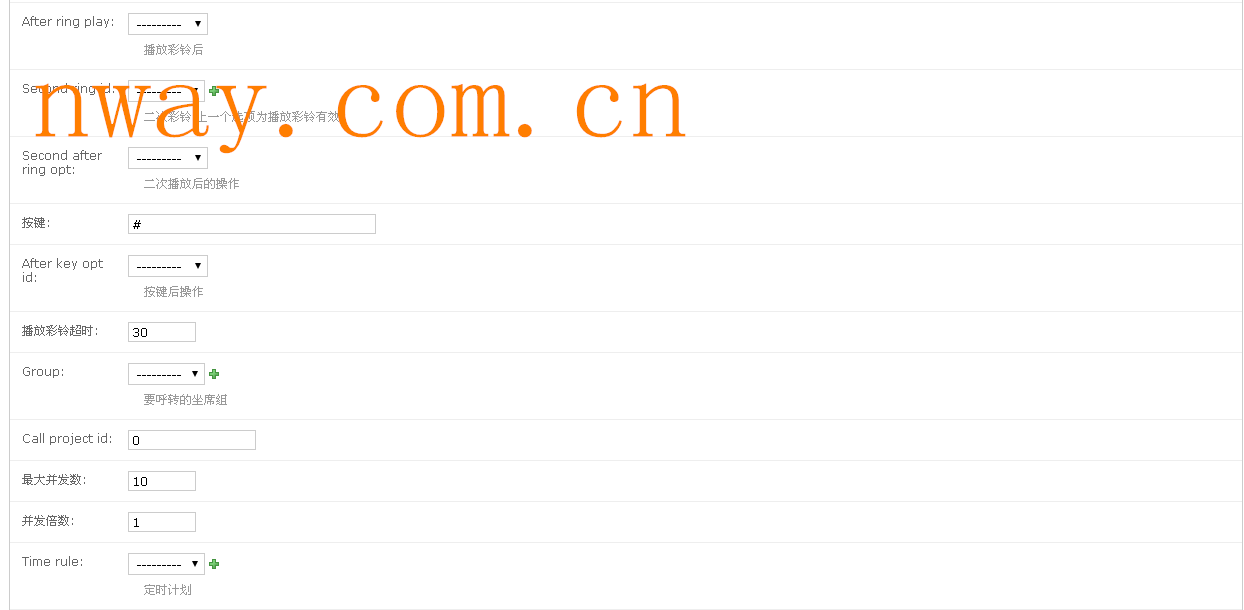 After ring play:
---------
播放彩铃后
Second ring id:
---------
二次彩铃,上一个选项为播放彩铃有效
nway.com.cn
Second after
ring opt:
---------
二次播放后的操作
按键:
#
After key opt
id:
---------
按键后操作
播放彩铃超时:
30
Group:
---------
要呼转的坐席组
Call project id:
0
最大并发数:
10
并发倍数:
1
Time rule:
---------
定时计划